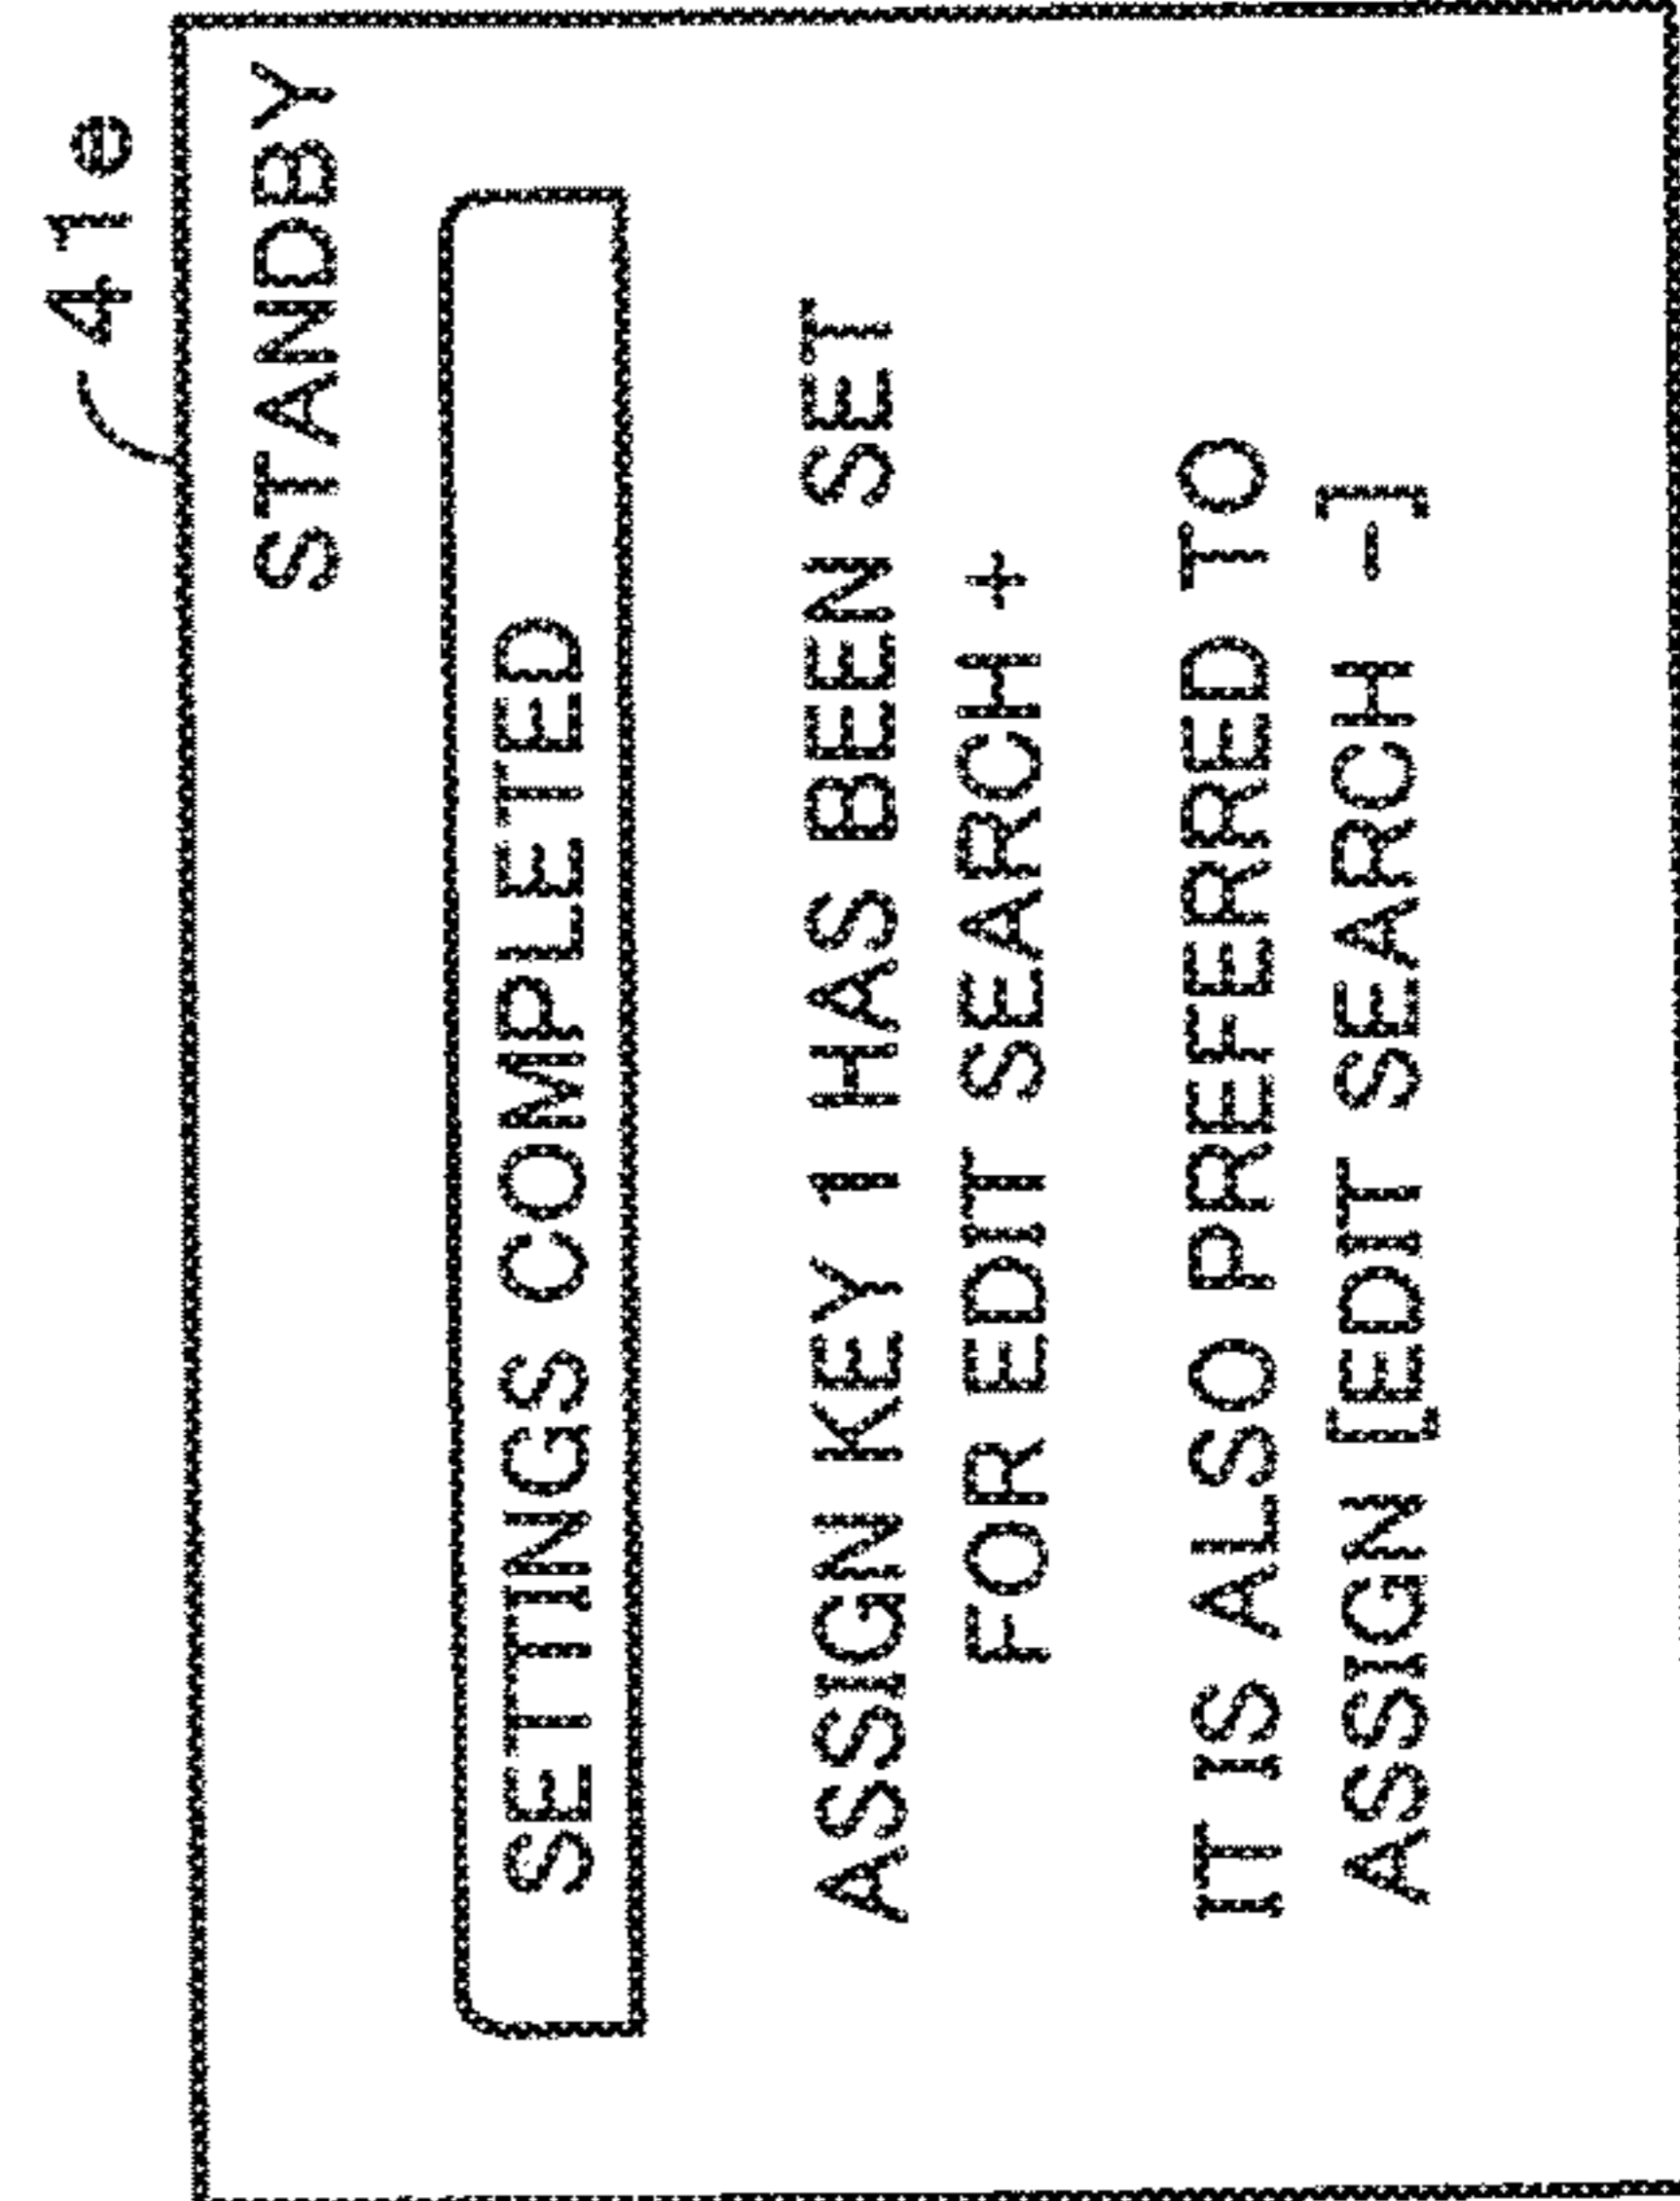 41e
STANDBY
SETTINGS COMPLETED
ASSIGN KEY 1 HAS BEEN SET
FOR EDIT SEARCH +
IT IS ALSO PREFERRED TO
ASSIGN [EDIT SEARCH -]